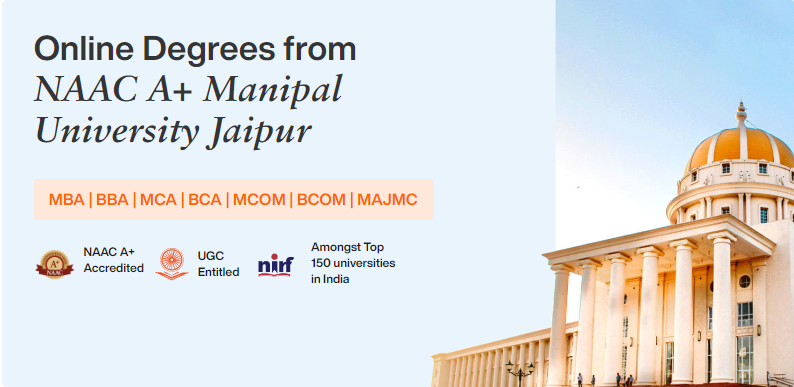 Online Degrees from
NAAC A+ Manipal
University Jaipur
MBA | BBA | MCA | BCA | MCOM | BCOM | MAJMC
A+
NAAC
NAAC A+
Accredited
UGC
Entitled
nirf
Amongst Top
150 universities
in India